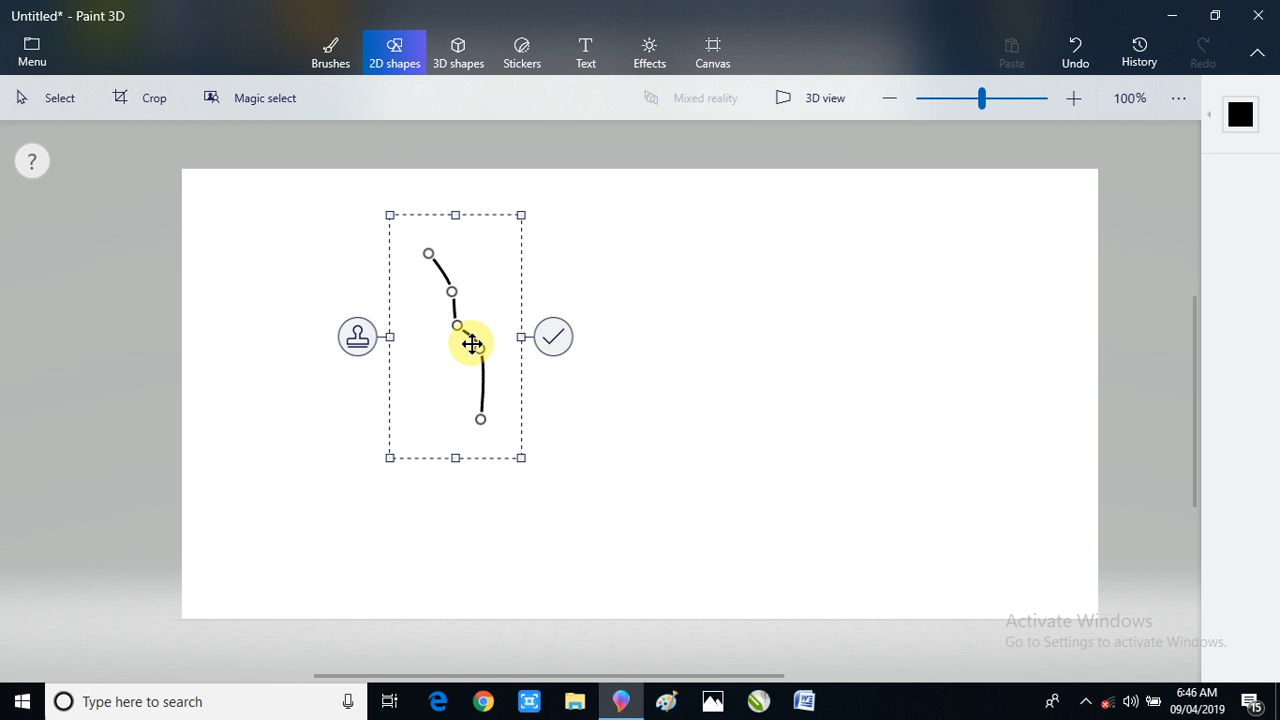 Untitled* - Paint 3D
Menu
Brushes
2D shapes
3D shapes
Stickers
Text
Effects
Canvas
Paste
Undo
History
Redo
Select
Crop
Magic select
Mixed reality
3D view
100%
?
Activate Windows
Go to Settings to activate Windows.
Type here to search
6:46 AM
09/04/2019
15